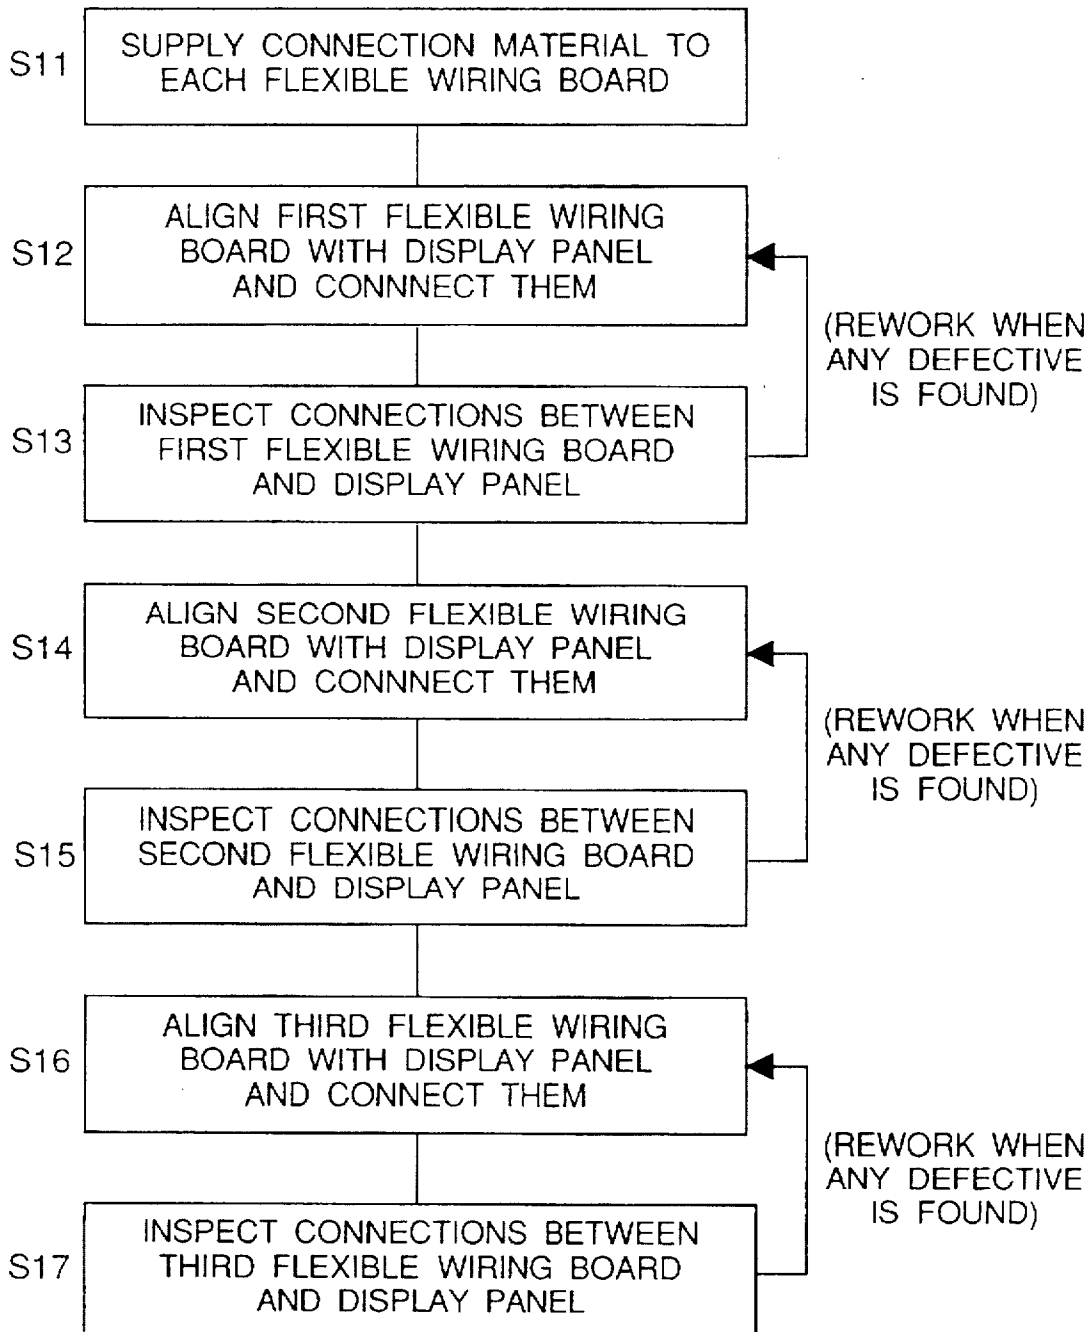 S11
SUPPLY CONNECTION MATERIAL TO
EACH FLEXIBLE WIRING BOARD
S12
ALIGN FIRST FLEXIBLE WIRING
BOARD WITH DISPLAY PANEL
AND CONNNECT THEM
(REWORK WHEN
ANY DEFECTIVE
IS FOUND)
S13
INSPECT CONNECTIONS BETWEEN
FIRST FLEXIBLE WIRING BOARD
AND DISPLAY PANEL
S14
ALIGN SECOND FLEXIBLE WIRING
BOARD WITH DISPLAY PANEL
AND CONNNECT THEM
(REWORK WHEN
ANY DEFECTIVE
IS FOUND)
S15
INSPECT CONNECTIONS BETWEEN
SECOND FLEXIBLE WIRING BOARD
AND DISPLAY PANEL
S16
ALIGN THIRD FLEXIBLE WIRING
BOARD WITH DISPLAY PANEL
AND CONNECT THEM
(REWORK WHEN
ANY DEFECTIVE
IS FOUND)
S17
INSPECT CONNECTIONS BETWEEN
THIRD FLEXIBLE WIRING BOARD
AND DISPLAY PANEL